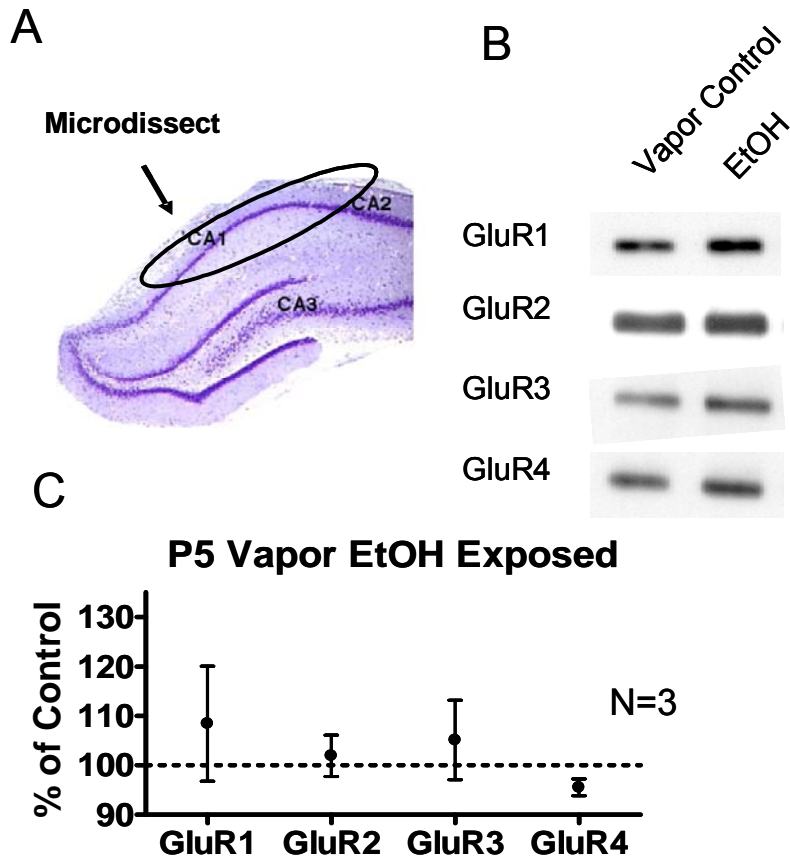 A
Microdissect
CA1
CA2
CA3
B
Vapor Control
EtOH
GluR1
GluR2
GluR3
GluR4
C
P5 Vapor EtOH Exposed
% of Control
130
120
110
100
90
N=3
GluR1 GluR2 GluR3 GluR4